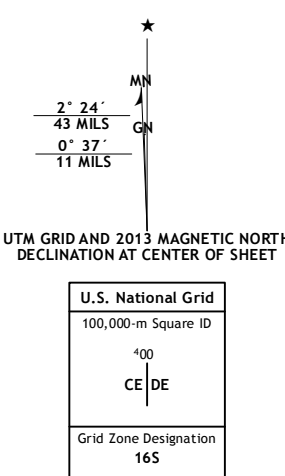 ★
MN
2° 24´
43 MILS
GN
0° 37´
11 MILS
UTM GRID AND 2013 MAGNETIC NORTH
DECLINATION AT CENTER OF SHEET
U.S. National Grid
100,000-m Square ID
⁴00
CE DE
Grid Zone Designation
16S